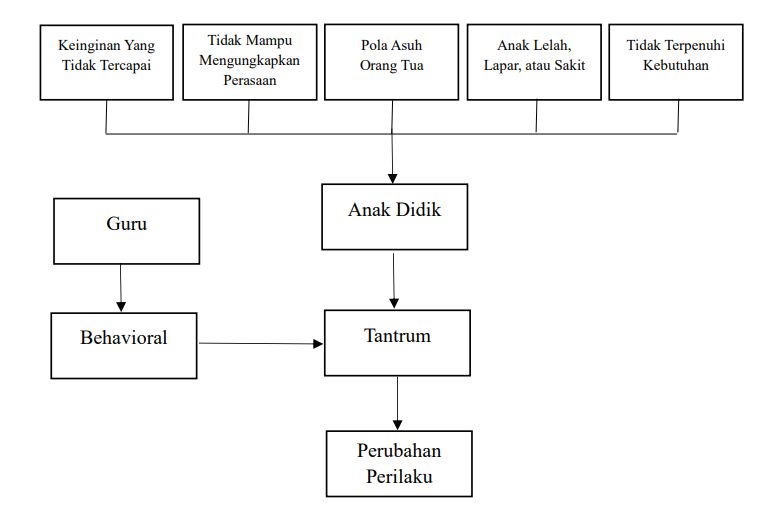 Keinginan Yang
Tidak Tercapai
Tidak Mampu
Mengungkapkan
Perasaan
Pola Asuh
Orang Tua
Anak Lelah,
Lapar, atau Sakit
Tidak Terpenuhi
Kebutuhan
Anak Didik
Guru
Behavioral
Tantrum
Perubahan
Perilaku